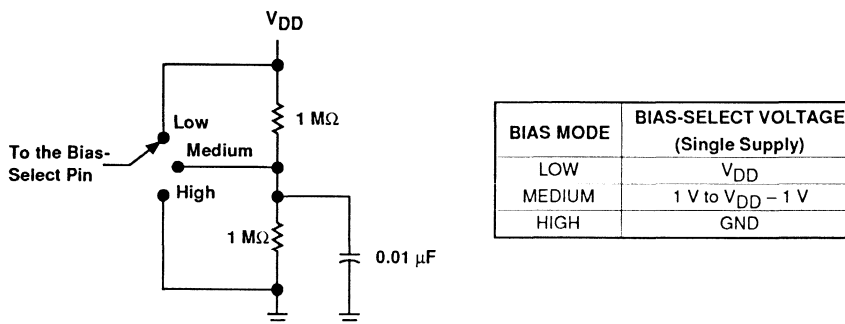 VDD
Low
1 MΩ
To the Bias-
Select Pin
Medium
High
1 MΩ
0.01 μF
BIAS MODE
BIAS-SELECT VOLTAGE
(Single Supply)
LOW
VDD
MEDIUM
1 V to VDD – 1 V
HIGH
GND